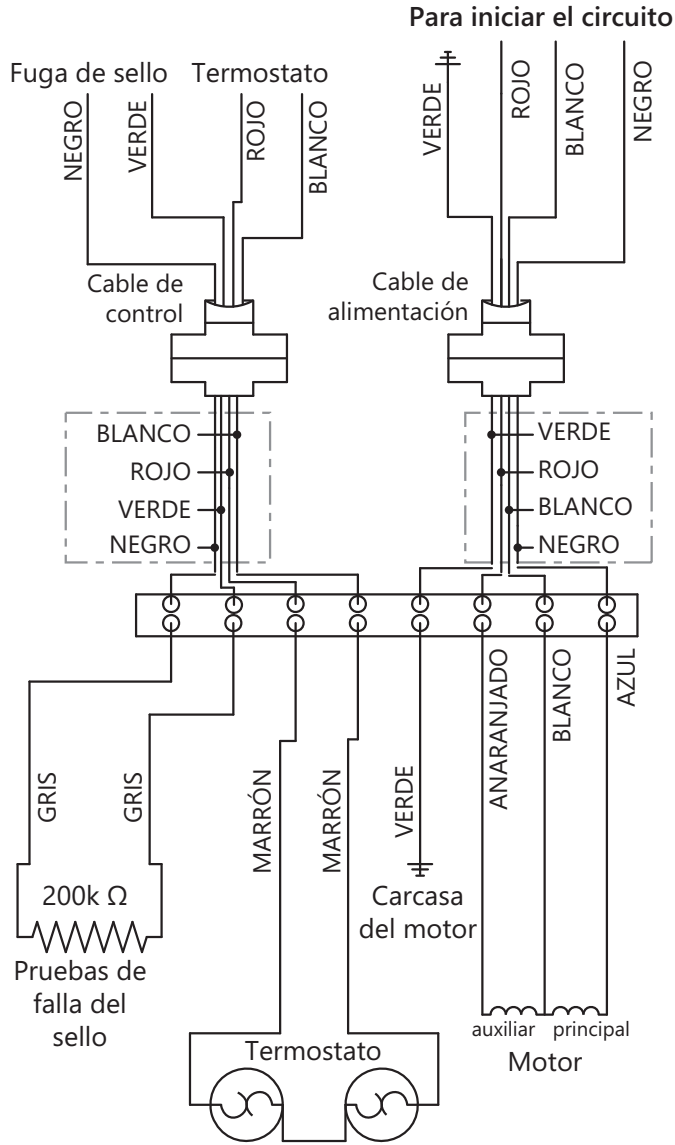 Para iniciar el circuito
Fuga de sello
Termostato
NEGRO
VERDE
ROJO
BLANCO
VERDE
ROJO
BLANCO
NEGRO
Cable de
control
Cable de
alimentación
BLANCO
ROJO
VERDE
NEGRO
VERDE
ROJO
BLANCO
NEGRO
GRIS
GRIS
MARRÓN
MARRÓN
VERDE
ANARANJADO
BLANCO
AZUL
200k Ω
Pruebas de
falla del
sello
Carcasa
del motor
Termostato
auxiliar
principal
Motor